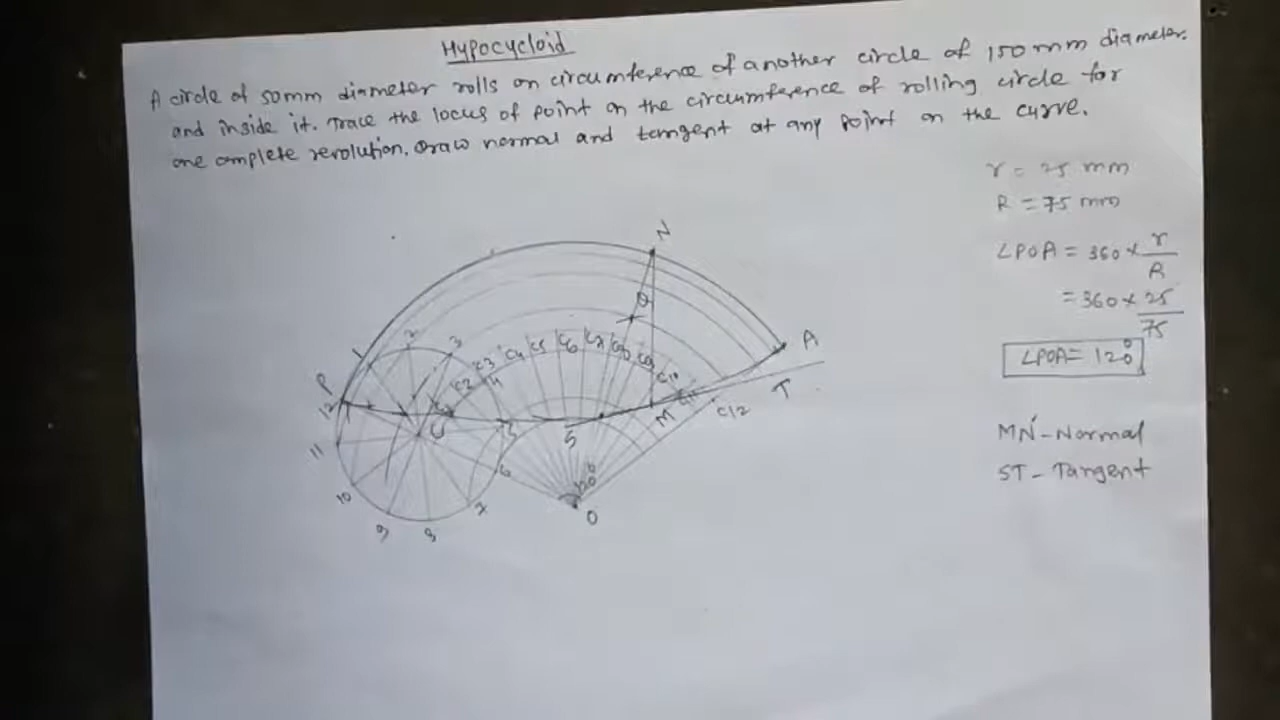 Hypocycloid
A circle of 50mm diameter rolls on circumference of another circle of 150mm diameter.
and inside it. Trace the locus of point on the circumference of rolling circle for
one complete revolution. Draw normal and tangent at any point on the curve.
r = 25 mm
R = 75 mm
∠POA = 360 × r/R
= 360 × 25/75
∠POA = 120°
MN - Normal
ST - Tangent
N
Q
A
T
P
1
2
3
4
5
6
7
8
9
10
11
12
C
C2
C3
C4
C5
C6
C7
C8
C9
C10
C12
M
S
120°
O